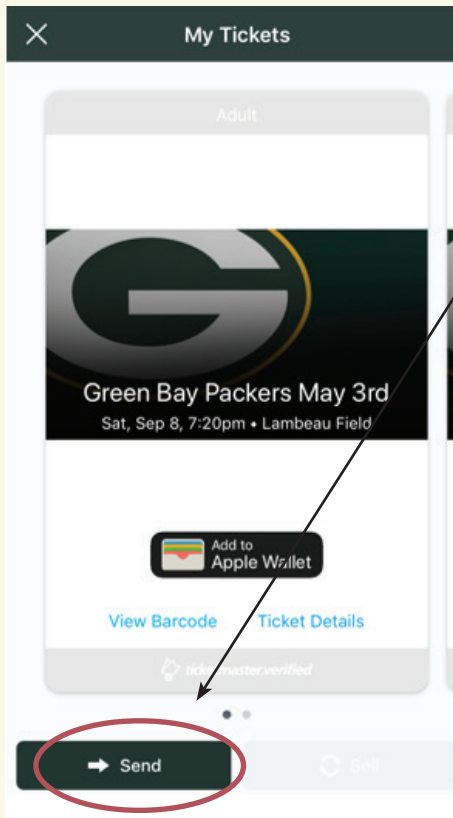 My Tickets
Adult
G
Green Bay Packers May 3rd
Sat, Sep 8, 7:20pm • Lambeau Field
Add to
Apple Wallet
View Barcode Ticket Details
ticketmaster.verified
Send Sell